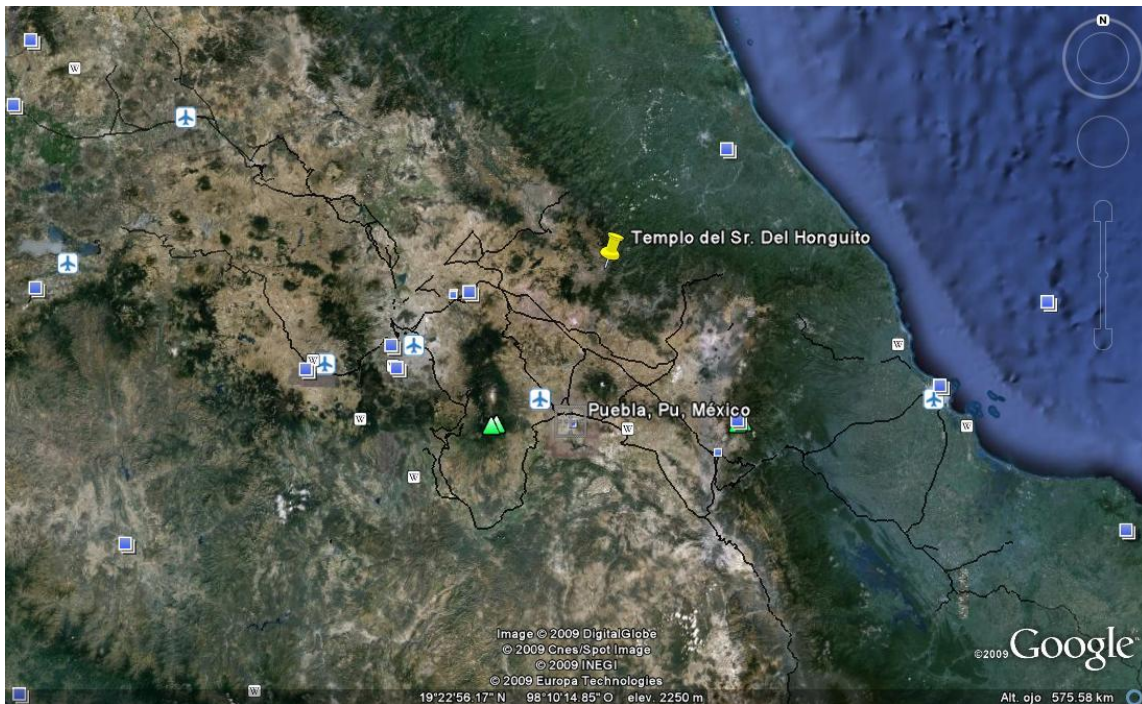 N
W
Templo del Sr. Del Honguito
W
W
Puebla, Pu, México
W
W
W
W
Image © 2009 DigitalGlobe
© 2009 Cnes/Spot Image
© 2009 INEGI
© 2009 Europa Technologies
©2009 Google
W
19°22'56.17" N 98°10'14.85" O elev. 2250 m Alt. ojo 575.58 km